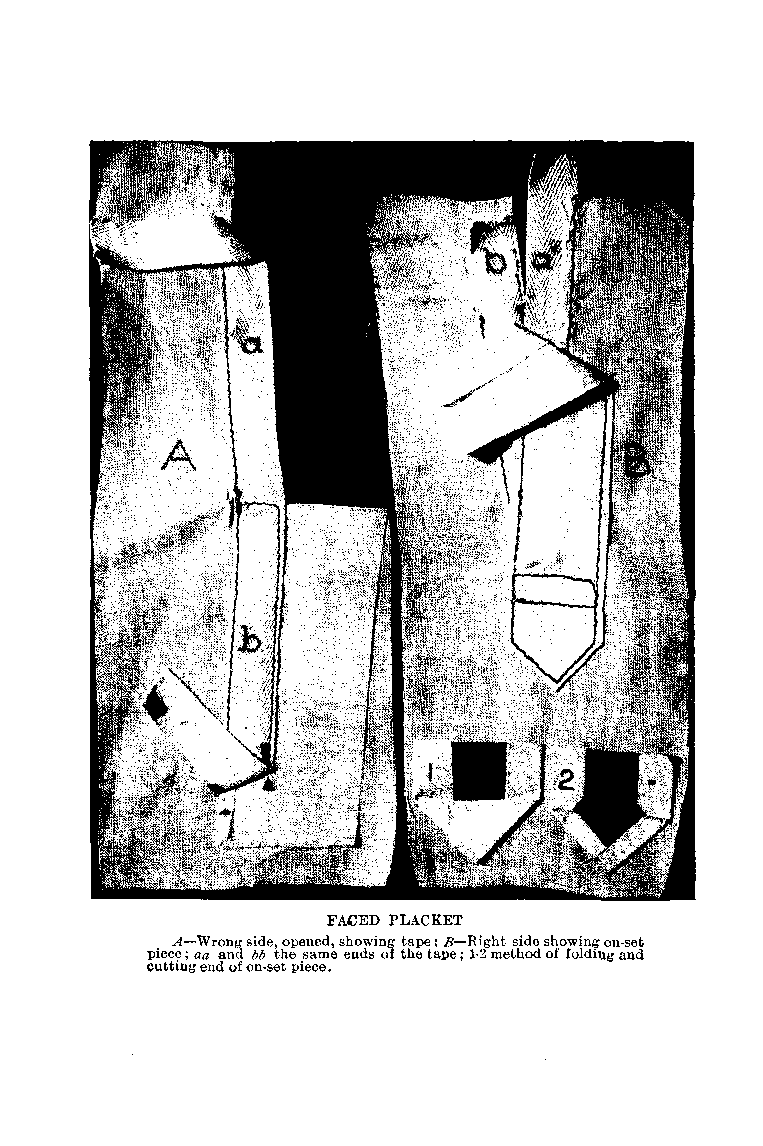 a
b a
A
B
b
1 2
FACED PLACKET
A—Wrong side, opened, showing tape; B—Right side showing on-set
piece; aa and bb the same ends of the tape; 1-2 method of folding and
cutting end of on-set piece.